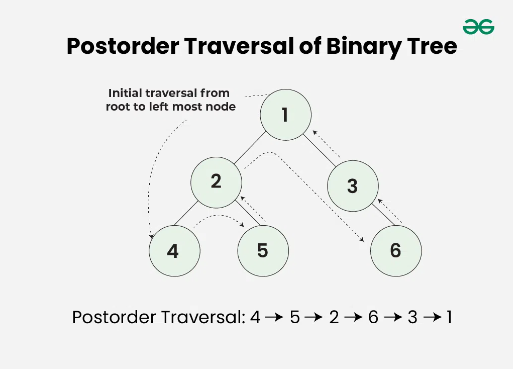 Postorder Traversal of Binary Tree
Initial traversal from
root to left most node
1
2
3
4
5
6
Postorder Traversal: 4 → 5 → 2 → 6 → 3 → 1